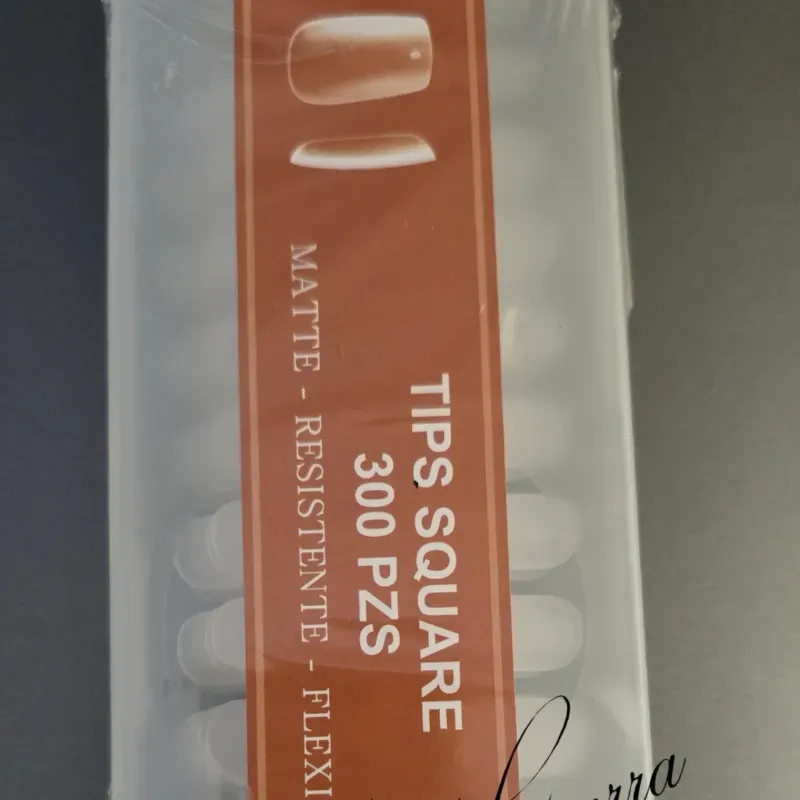 TIPS SQUARE
300 PZS
MATTE - RESISTENTE - FLEXI